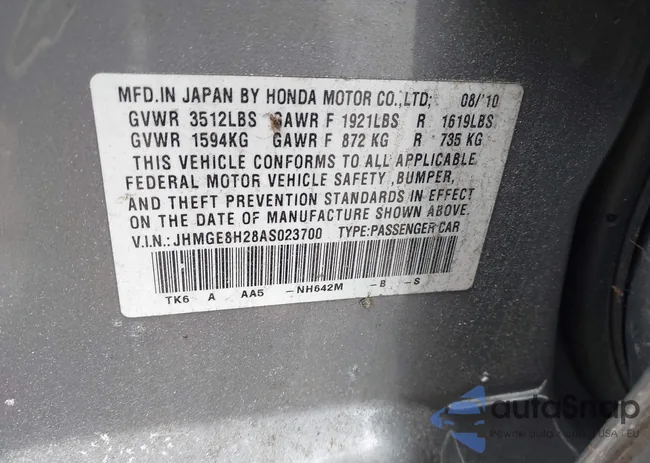 MFD.IN JAPAN BY HONDA MOTOR CO.,LTD; 08/'10
GVWR 3512LBS GAWR F 1921LBS R 1619LBS
GVWR 1594KG GAWR F 872 KG R 735 KG
THIS VEHICLE CONFORMS TO ALL APPLICABLE
FEDERAL MOTOR VEHICLE SAFETY ,BUMPER,
AND THEFT PREVENTION STANDARDS IN EFFECT
ON THE DATE OF MANUFACTURE SHOWN ABOVE.
V.I.N.: JHMGE8H28AS023700 TYPE:PASSENGER CAR
TK6 A AA5 -NH642M -B -S
autoSnap
USA EU